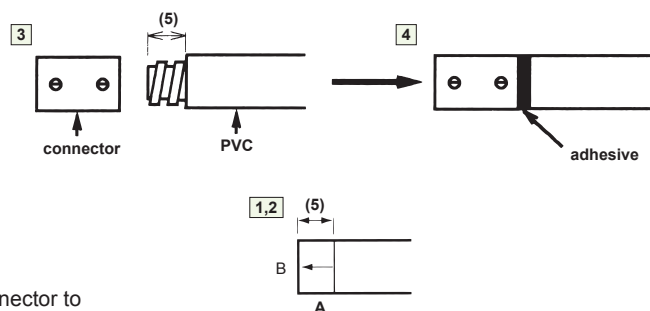 3
(5)
4
connector
PVC
adhesive
1,2
(5)
B
A
nector to